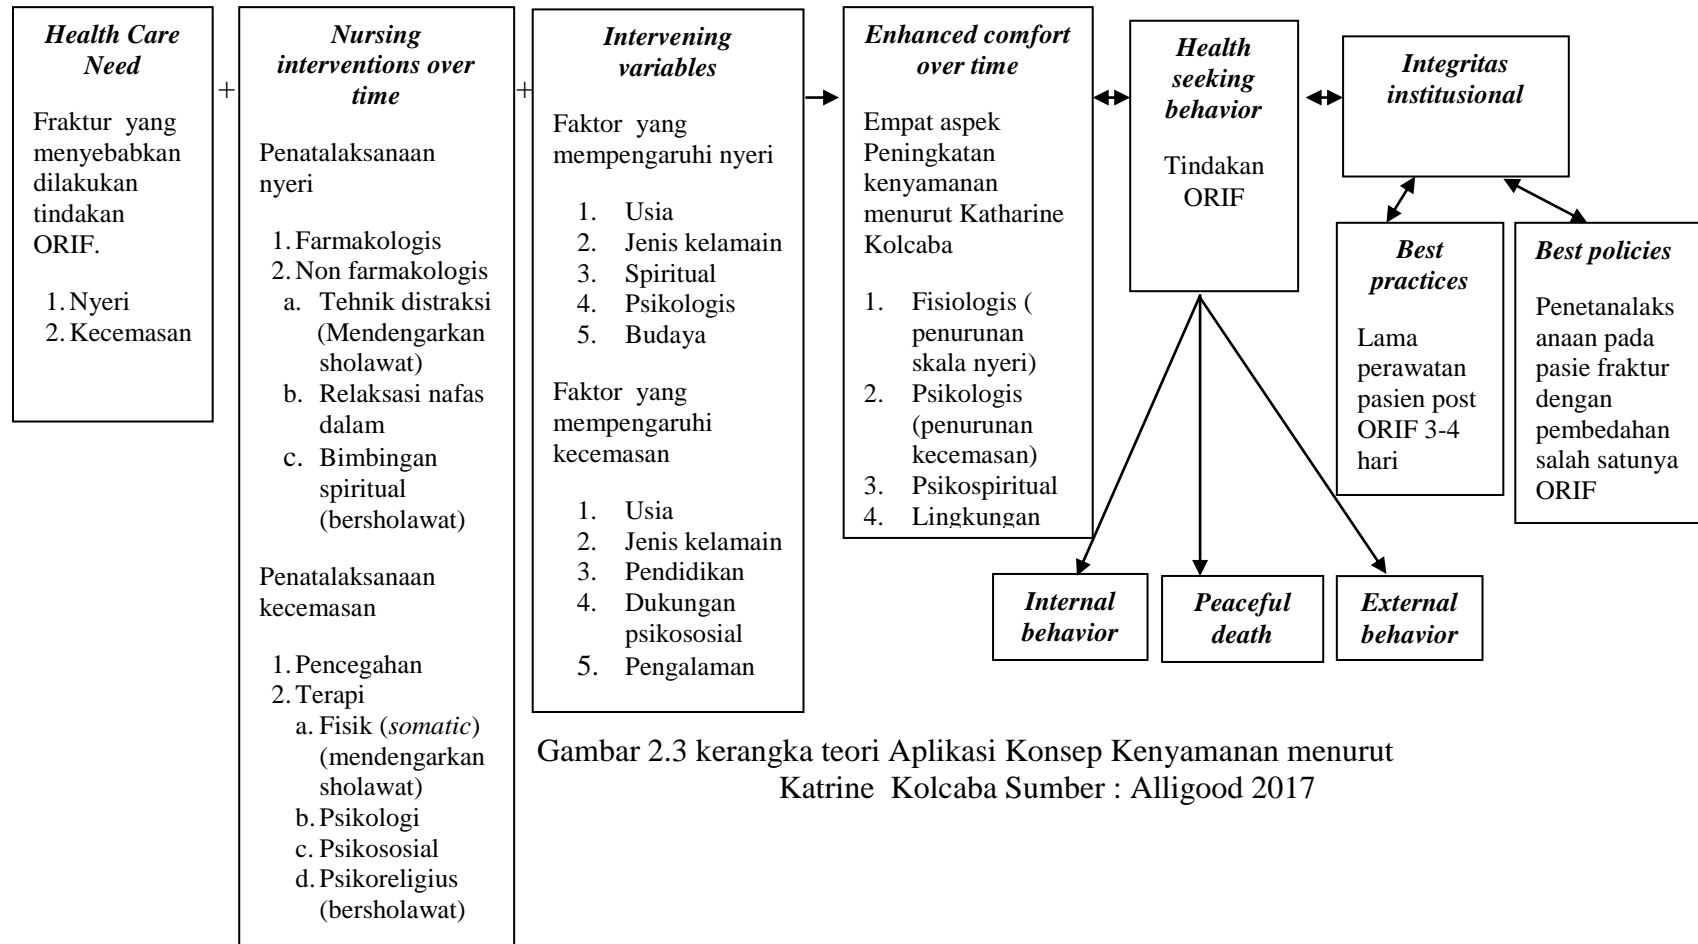 Health Care
Need
Fraktur yang
menyebabkan
dilakukan
tindakan
ORIF.
1. Nyeri
2. Kecemasan
+
Nursing
interventions over
time
Penatalaksanaan
nyeri
1. Farmakologis
2. Non farmakologis
a. Tehnik distraksi
(Mendengarkan
sholawat)
b. Relaksasi nafas
dalam
c. Bimbingan
spiritual
(bersholawat)
Penatalaksanaan
kecemasan
1. Pencegahan
2. Terapi
a. Fisik (somatic)
(mendengarkan
sholawat)
b. Psikologi
c. Psikososial
d. Psikoreligius
(bersholawat)
+
Intervening
variables
Faktor yang
mempengaruhi nyeri
1. Usia
2. Jenis kelamain
3. Spiritual
4. Psikologis
5. Budaya
Faktor yang
mempengaruhi
kecemasan
1. Usia
2. Jenis kelamain
3. Pendidikan
4. Dukungan
psikososial
5. Pengalaman
Enhanced comfort
over time
Empat aspek
Peningkatan
kenyamanan
menurut Katharine
Kolcaba
1. Fisiologis (
penurunan
skala nyeri)
2. Psikologis
(penurunan
kecemasan)
3. Psikospiritual
4. Lingkungan
Health
seeking
behavior
Tindakan
ORIF
Integritas
institusional
Best
practices
Lama
perawatan
pasien post
ORIF 3-4
hari
Best policies
Penetanalaks
anaan pada
pasie fraktur
dengan
pembedahan
salah satunya
ORIF
Internal
behavior
Peaceful
death
External
behavior
Gambar 2.3 kerangka teori Aplikasi Konsep Kenyamanan menurut
Katrine Kolcaba Sumber : Alligood 2017